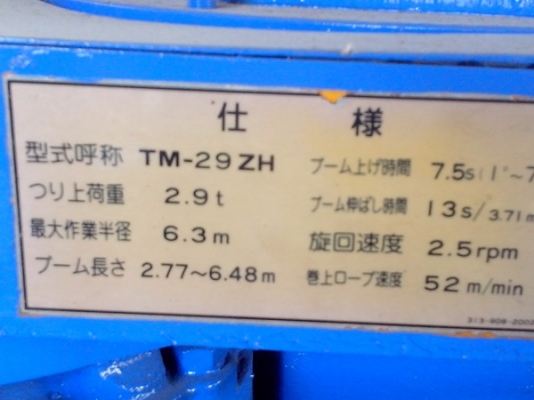 仕 様
型式呼称 TM-29ZH
つり上荷重 2.9t
最大作業半径 6.3m
ブーム長さ 2.77～6.48m
ブーム上げ時間 7.5s(1°~7
ブーム伸ばし時間 13s/3.71m
旋回速度 2.5rpm
巻上ロープ速度 52m/min